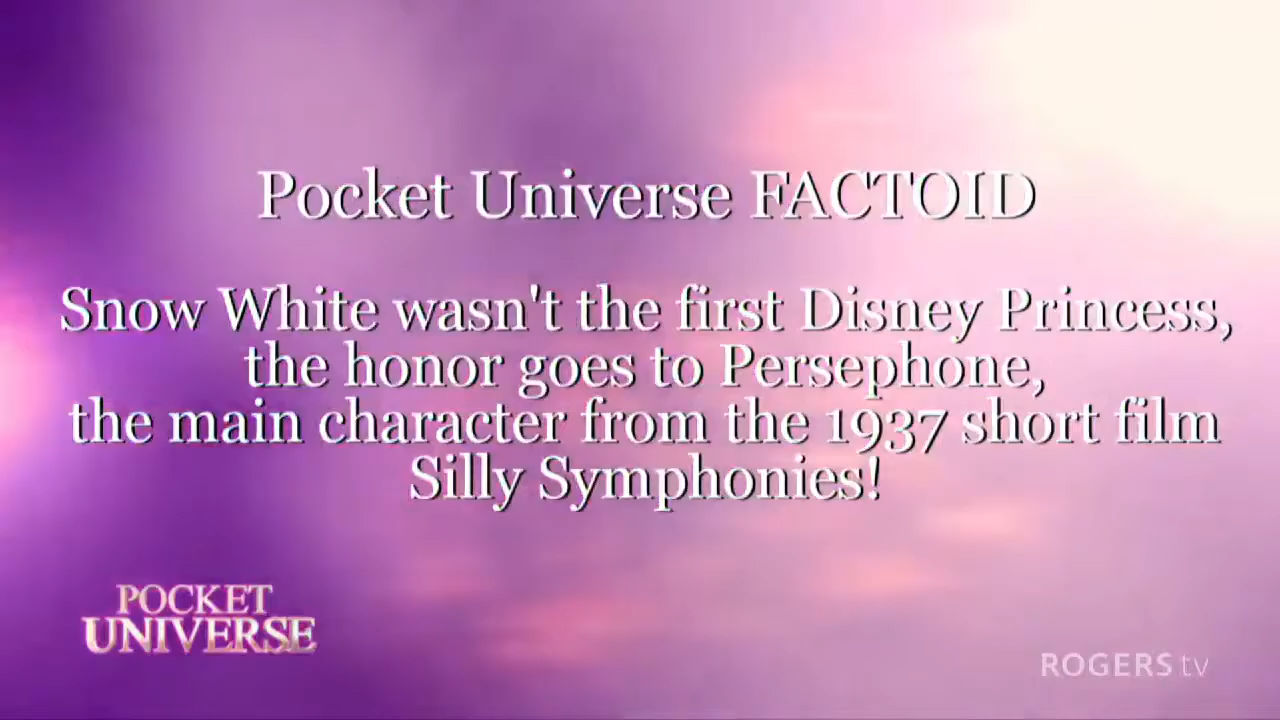 Pocket Universe FACTOID
Snow White wasn't the first Disney Princess,
the honor goes to Persephone,
the main character from the 1937 short film
Silly Symphonies!
POCKET
UNIVERSE
ROGERS tv